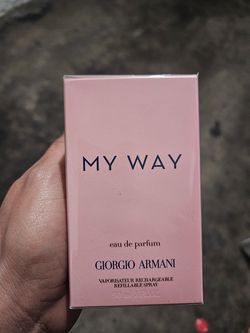 MY WAY
eau de parfum
GIORGIO ARMANI
VAPORISATEUR RECHARGEABLE
REFILLABLE SPRAY